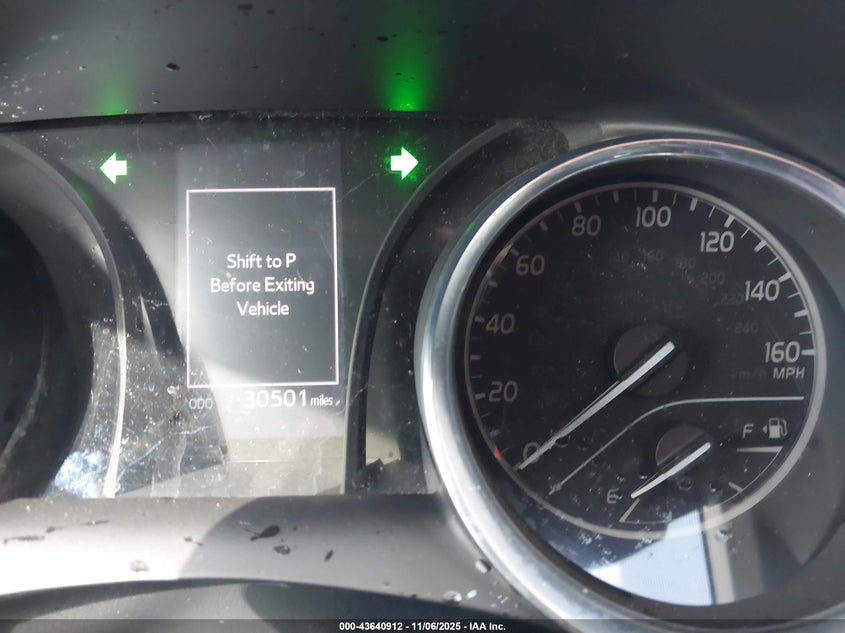 Shift to P
Before Exiting
Vehicle
ODO 30501 miles
0
20
40
60
80
100
120
140
160
MPH
km/h
F
E
000-43640912 - 11/06/2025 - IAA Inc.